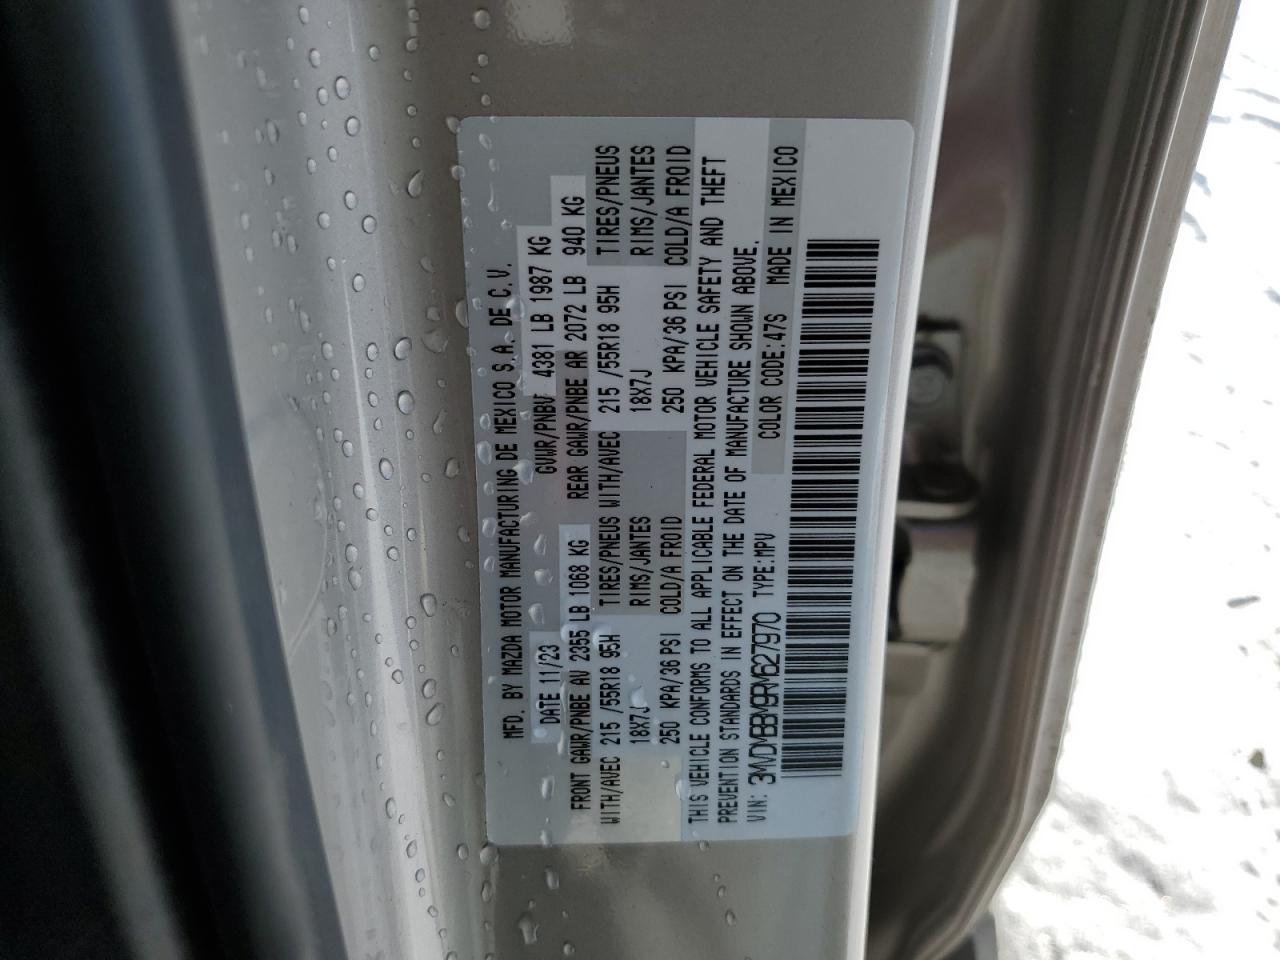 MFD. BY MAZDA MOTOR MANUFACTURING DE MEXICO S.A. DE C.V.
DATE 11/23 GVWR/PNBV 4381 LB 1987 KG
FRONT GAWR/PNBE AV 2355 LB 1068 KG REAR GAWR/PNBE AR 2072 LB 940 KG
WITH/AVEC 215 /55R18 95H TIRES/PNEUS WITH/AVEC 215 /55R18 95H TIRES/PNEUS
18X7J RIMS/JANTES 18X7J RIMS/JANTES
250 KPA/36 PSI COLD/A FROID 250 KPA/36 PSI COLD/A FROID
THIS VEHICLE CONFORMS TO ALL APPLICABLE FEDERAL MOTOR VEHICLE SAFETY AND THEFT
PREVENTION STANDARDS IN EFFECT ON THE DATE OF MANUFACTURE SHOWN ABOVE.
VIN: 3MVDMBBM9RM627970 TYPE:MPV COLOR CODE:47S MADE IN MEXICO